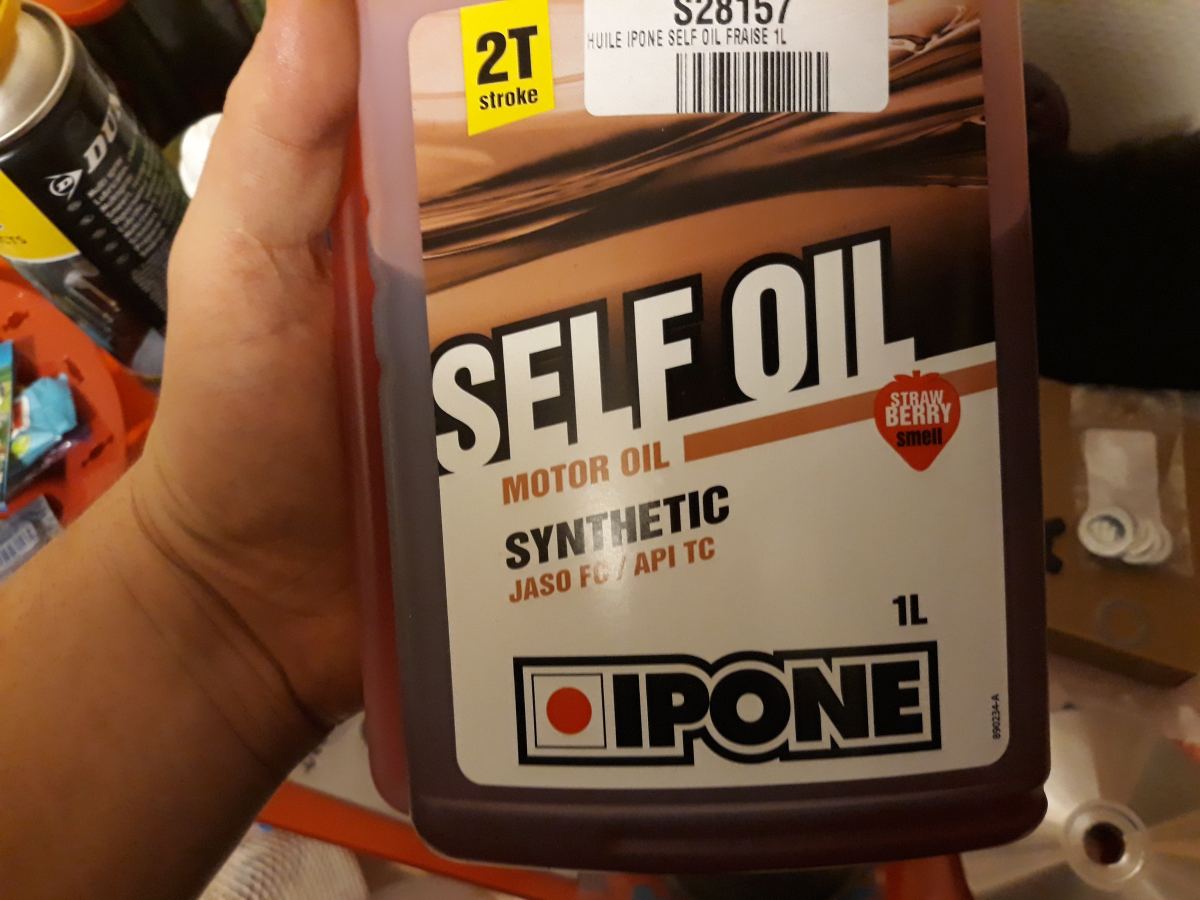 S28157
HUILE IPONE SELF OIL FRAISE 1L
2T
stroke
SELF OIL
STRAW
BERRY
smell
MOTOR OIL
SYNTHETIC
JASO FC / API TC
1L
IPONE
890234-A